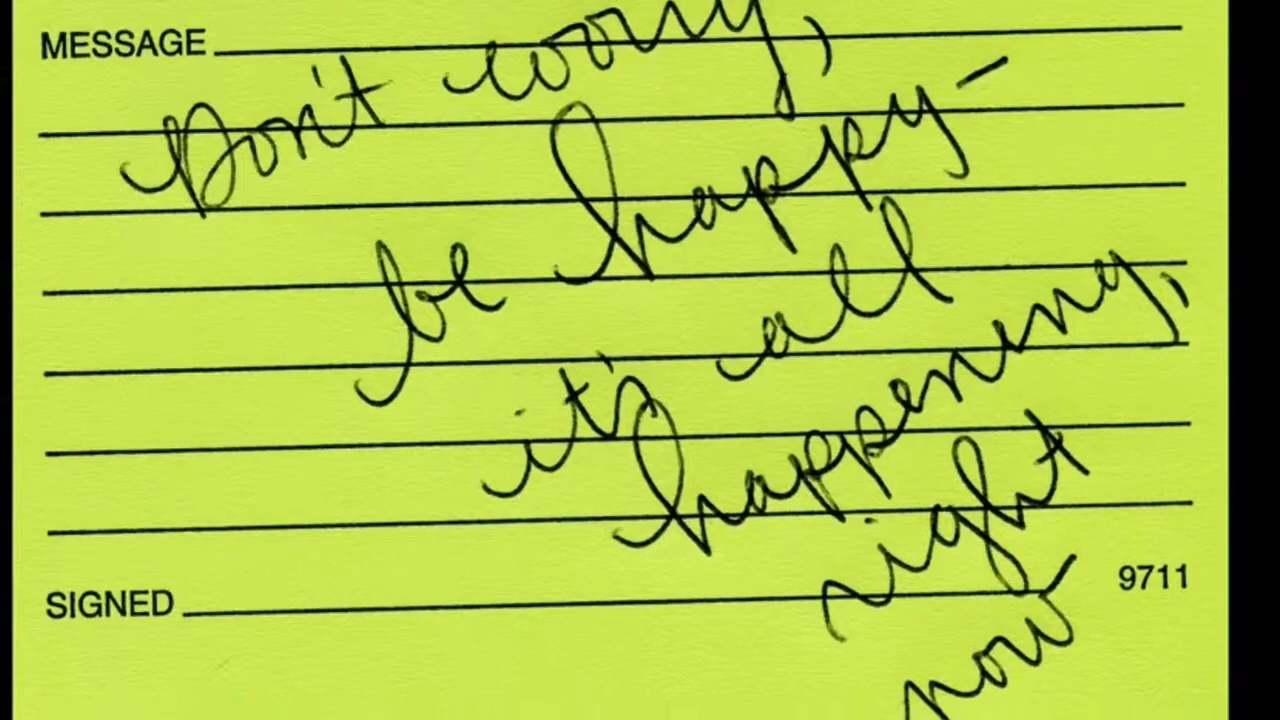 MESSAGE
Don't worry,
be happy -
it's all
happening,
right
now
SIGNED
9711